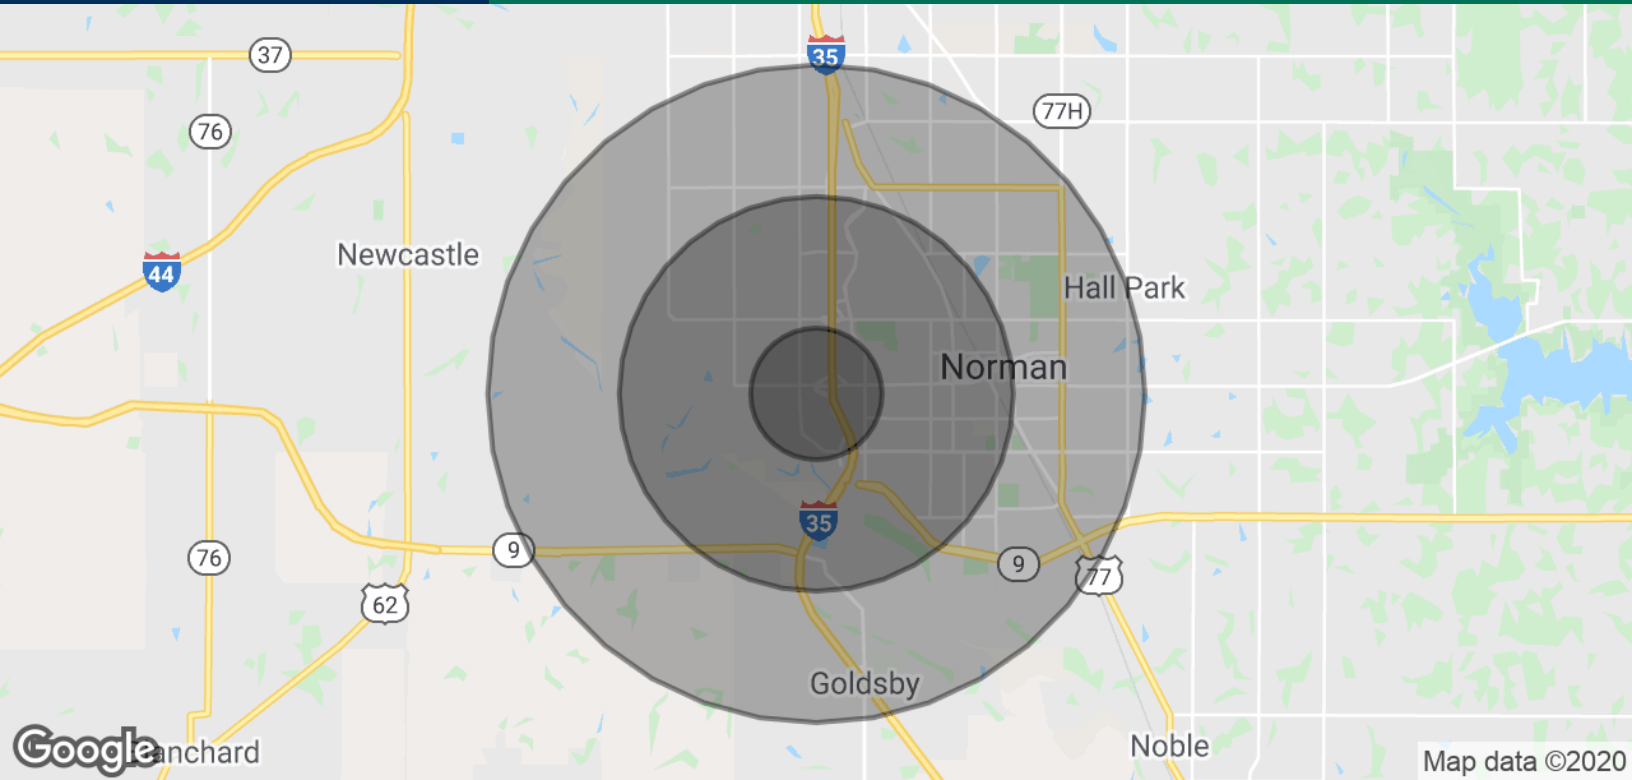 35
37
77H
76
Newcastle
44
Hall Park
Norman
35
9
9
76
77
62
Goldsby
Noble
Google
Blanchard
Map data ©2020